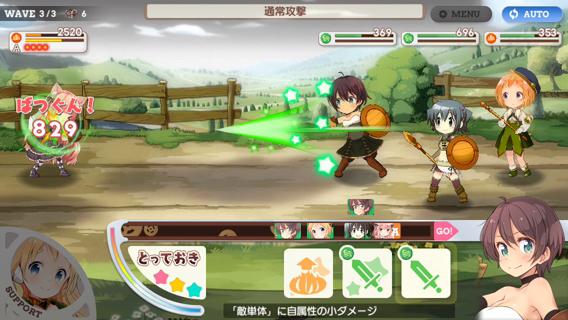 WAVE 3/3 6
通常攻撃
MENU
AUTO
2520
A
369
696
353
ばつぐん!
829
GO!
とっておき
SUPPORT
「敵単体」に自属性の小ダメージ